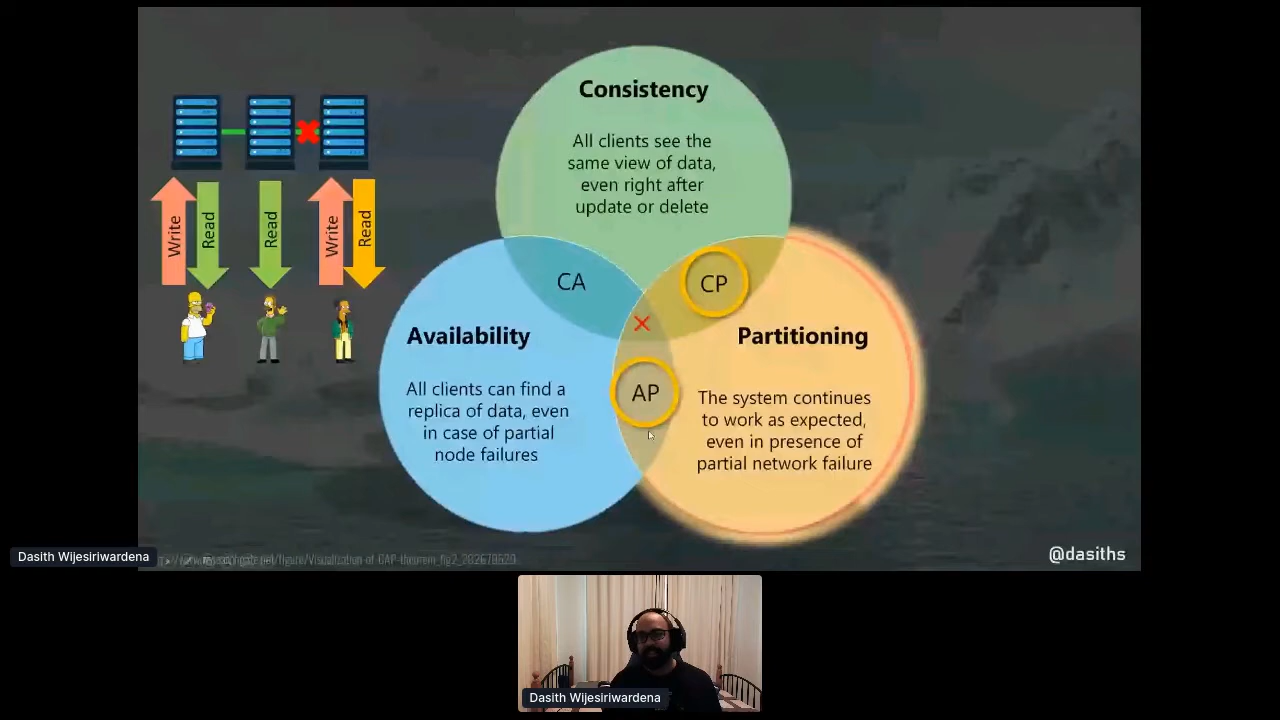 Consistency
All clients see the
same view of data,
even right after
update or delete
Write
Read
Read
Write
Read
CA
CP
Availability
All clients can find a
replica of data, even
in case of partial
node failures
AP
Partitioning
The system continues
to work as expected,
even in presence of
partial network failure
Dasith Wijesiriwardena
@dasiths
Dasith Wijesiriwardena